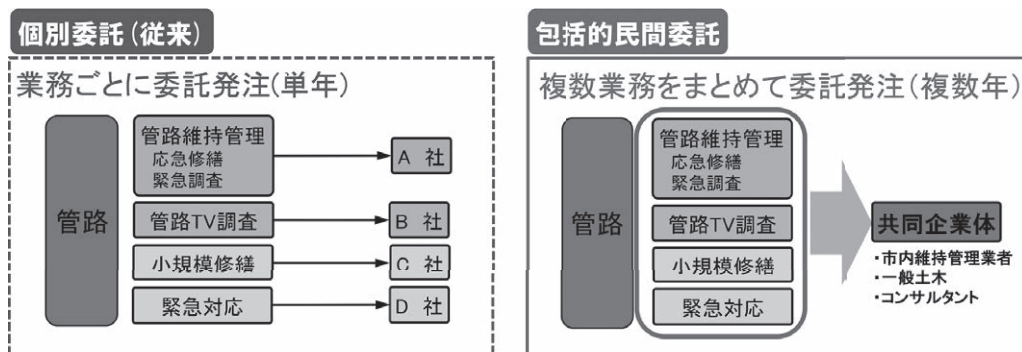 個別委託(従来)
業務ごとに委託発注(単年)
管路
管路維持管理
応急修繕
緊急調査
A 社
管路TV調査
B 社
小規模修繕
C 社
緊急対応
D 社
包括的民間委託
複数業務をまとめて委託発注(複数年)
管路
管路維持管理
応急修繕
緊急調査
管路TV調査
小規模修繕
緊急対応
共同企業体
・市内維持管理業者
・一般土木
・コンサルタント